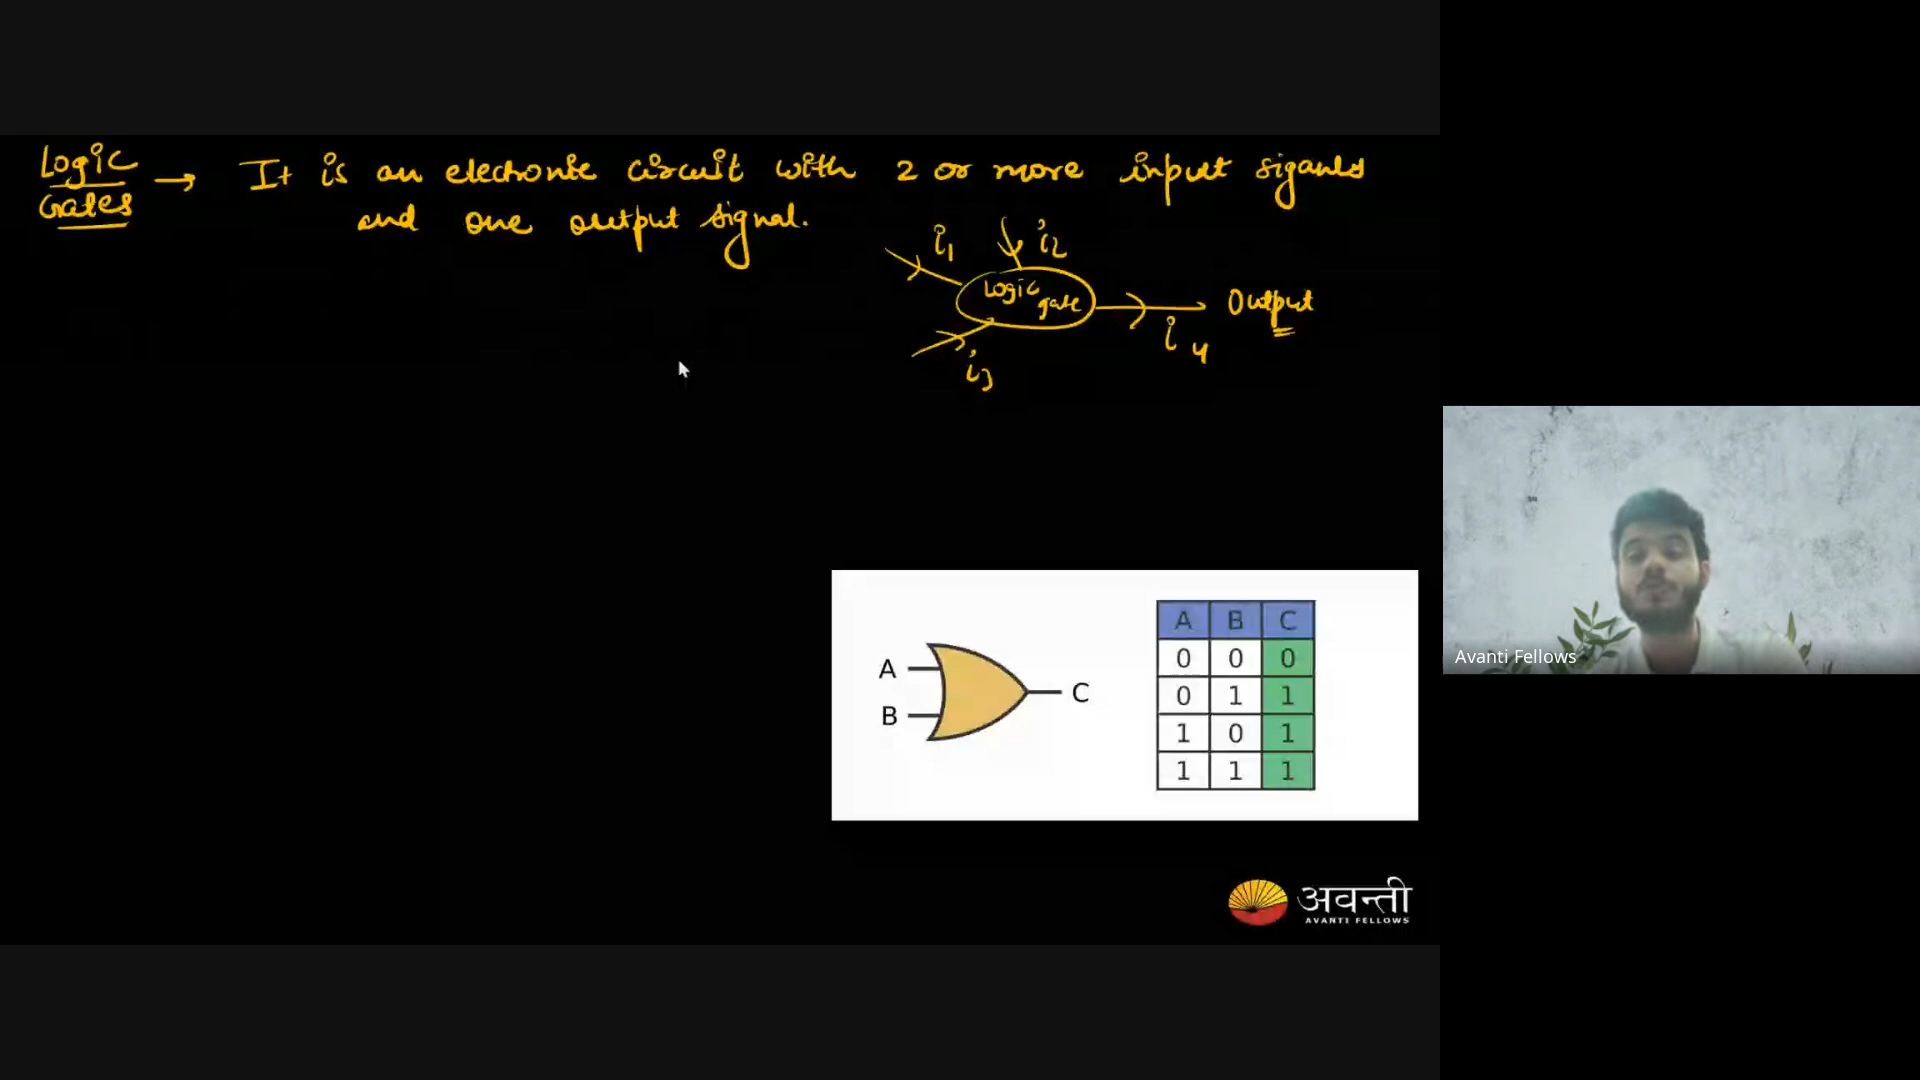 Logic Gates → It is an electronic circuit with 2 or more input siganls
and one output signal.
i1 i2
Logic gate
Output
i4
i3
A
B
C
A B C
0 0 0
0 1 1
1 0 1
1 1 1
Avanti Fellows
अवन्ती
AVANTI FELLOWS